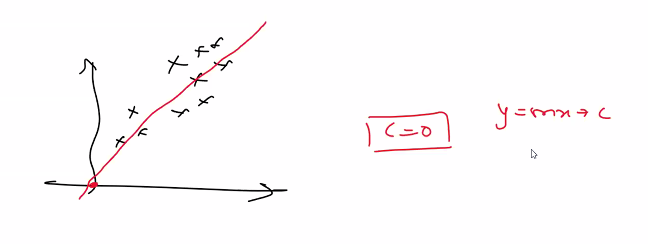 y = mx + c
c = 0